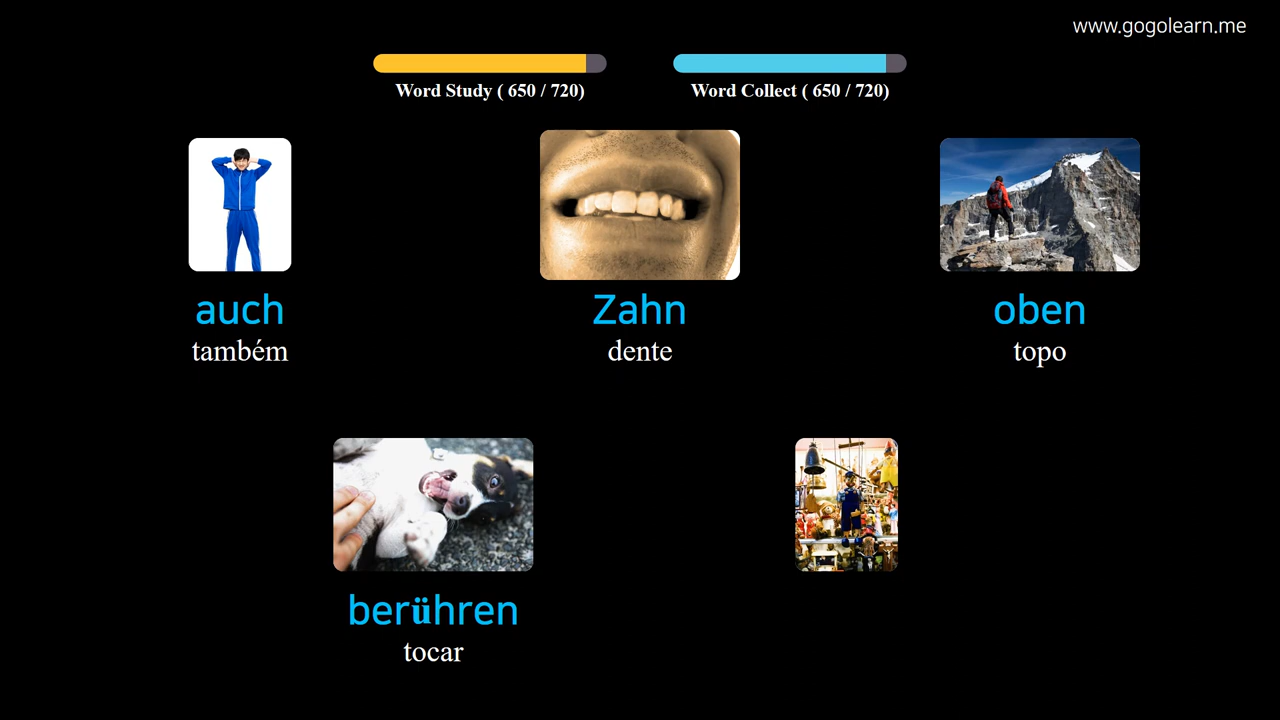 www.gogolearn.me
Word Study ( 650 / 720)
Word Collect ( 650 / 720)
auch
também
Zahn
dente
oben
topo
berühren
tocar